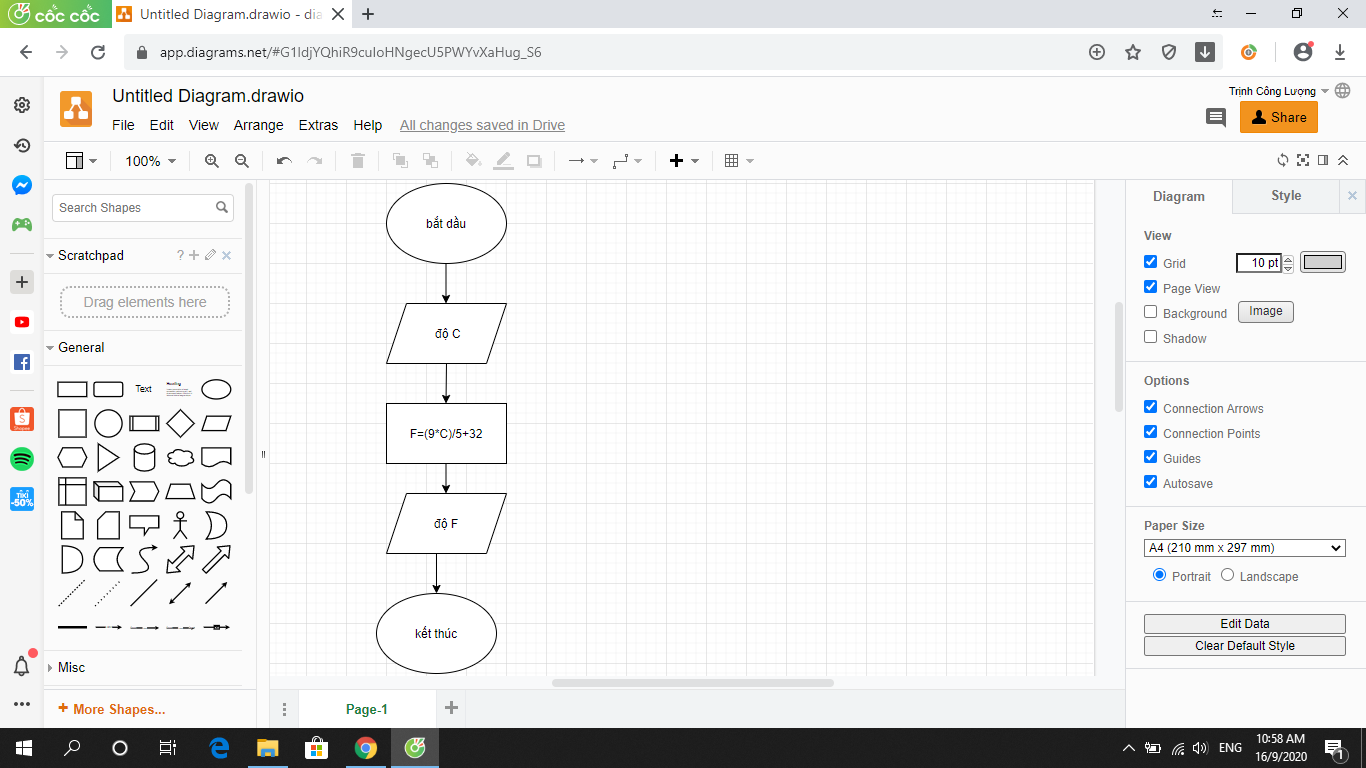 cốc cốc
Untitled Diagram.drawio - dia
app.diagrams.net/#G1ldjYQhiR9cuIoHNgecU5PWYvXaHug_S6
Untitled Diagram.drawio
Trịnh Công Lượng
File Edit View Arrange Extras Help All changes saved in Drive
Share
100%
Search Shapes
Scratchpad
?
Drag elements here
General
Text
Heading
Misc
+ More Shapes...
bắt dầu
độ C
F=(9*C)/5+32
độ F
kết thúc
Page-1
Diagram Style
View
Grid 10 pt
Page View
Background Image
Shadow
Options
Connection Arrows
Connection Points
Guides
Autosave
Paper Size
A4 (210 mm x 297 mm)
Portrait Landscape
Edit Data
Clear Default Style
Shopee
TIKI
-50%
ENG
10:58 AM
16/9/2020
1